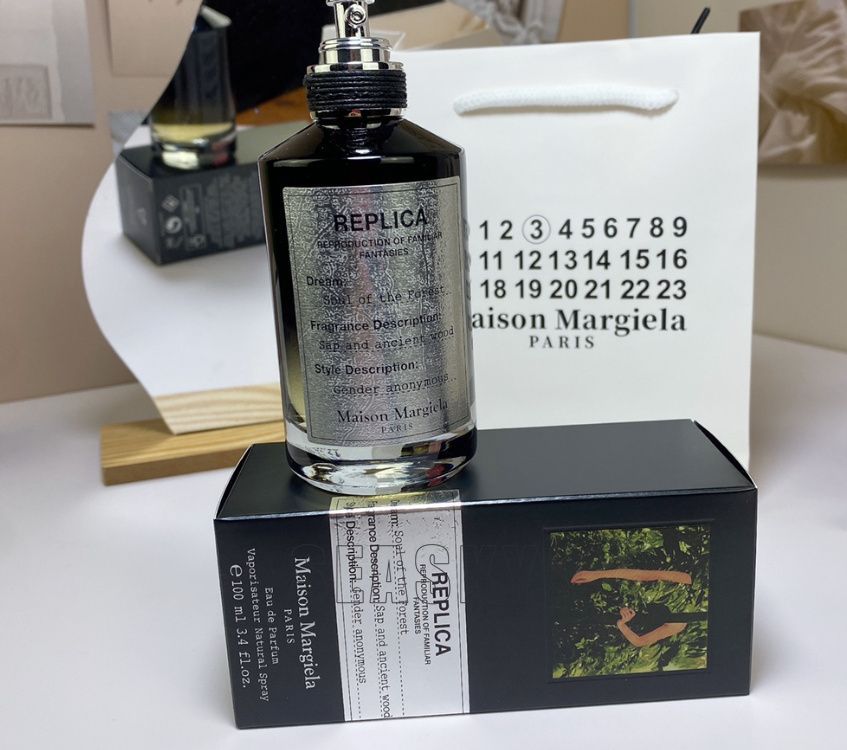 REPLICA
REPRODUCTION OF FAMILIAR
FANTASIES
Dream:
Soul of the Forest..
Fragrance Description:
Sap and ancient wood
Style Description:
Gender anonymous..
Maison Margiela
PARIS
1 2 3 4 5 6 7 8 9
11 12 13 14 15 16
18 19 20 21 22 23
aison Margiela
PARIS
REPLICA
REPRODUCTION OF FAMILIAR
FANTASIES
Dream: Soul of the Forest
Fragrance Description: Sap and ancient wood
Description: Gender anonymous
Maison Margiela
PARIS
Eau de Parfum
Vaporisateur Natural Spray
e 100 ml 3.4 fl.oz.